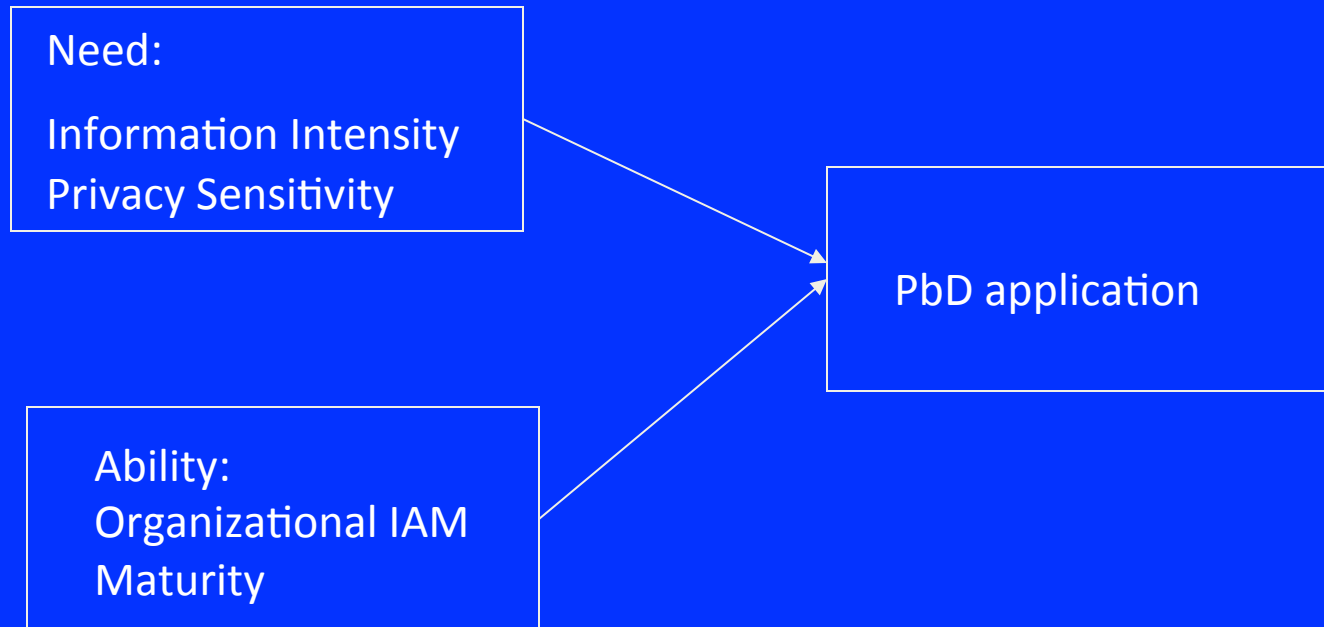 Need:
Information Intensity
Privacy Sensitivity
PbD application
Ability:
Organizational IAM
Maturity